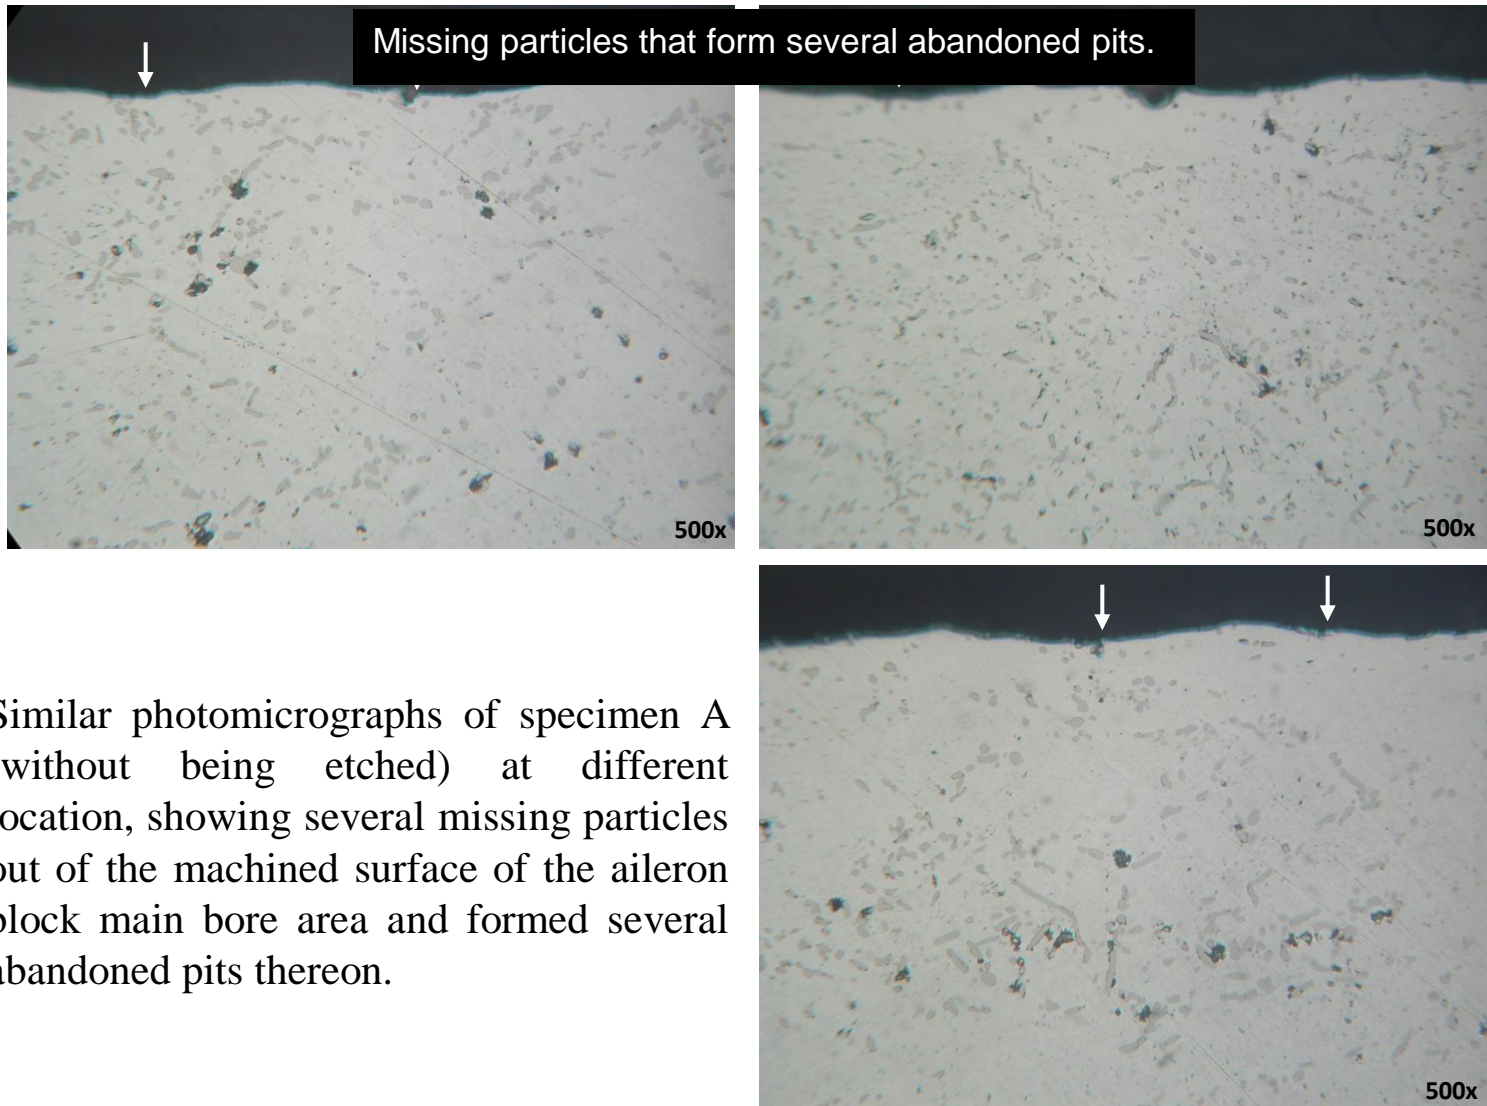 Missing particles that form several abandoned pits.
500x
500x
Similar photomicrographs of specimen A
without being etched) at different
location, showing several missing particles
out of the machined surface of the aileron
block main bore area and formed several
abandoned pits thereon.
500x